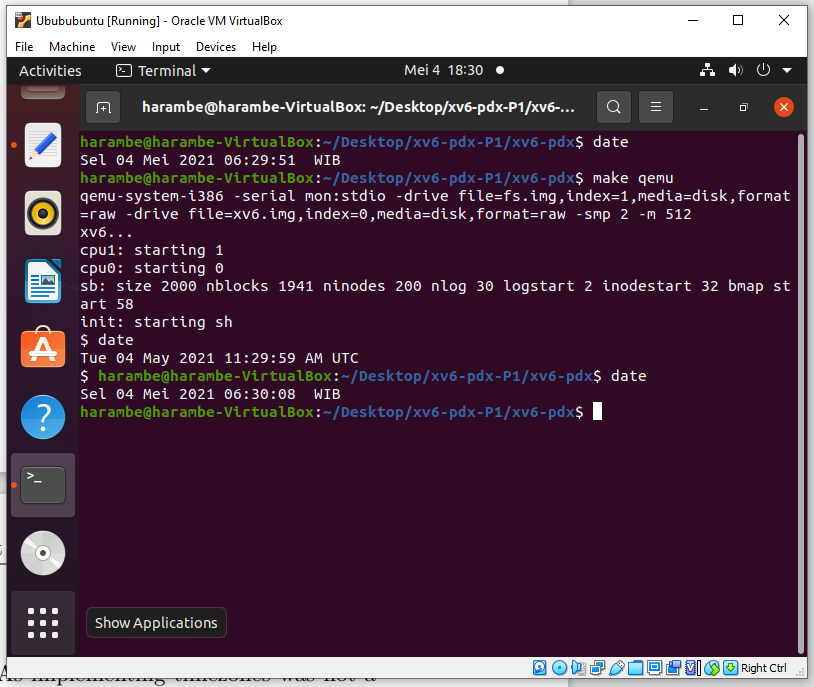 Ubububuntu [Running] - Oracle VM VirtualBox
File Machine View Input Devices Help
Activities Terminal Mei 4 18:30
harambe@harambe-VirtualBox: ~/Desktop/xv6-pdx-P1/xv6-...
harambe@harambe-VirtualBox:~/Desktop/xv6-pdx-P1/xv6-pdx$ date
Sel 04 Mei 2021 06:29:51  WIB
harambe@harambe-VirtualBox:~/Desktop/xv6-pdx-P1/xv6-pdx$ make qemu
qemu-system-i386 -serial mon:stdio -drive file=fs.img,index=1,media=disk,format
=raw -drive file=xv6.img,index=0,media=disk,format=raw -smp 2 -m 512
xv6...
cpu1: starting 1
cpu0: starting 0
sb: size 2000 nblocks 1941 ninodes 200 nlog 30 logstart 2 inodestart 32 bmap st
art 58
init: starting sh
$ date
Tue 04 May 2021 11:29:59 AM UTC
$ harambe@harambe-VirtualBox:~/Desktop/xv6-pdx-P1/xv6-pdx$ date
Sel 04 Mei 2021 06:30:08  WIB
harambe@harambe-VirtualBox:~/Desktop/xv6-pdx-P1/xv6-pdx$
Show Applications
Right Ctrl
As implementing timezones was not a